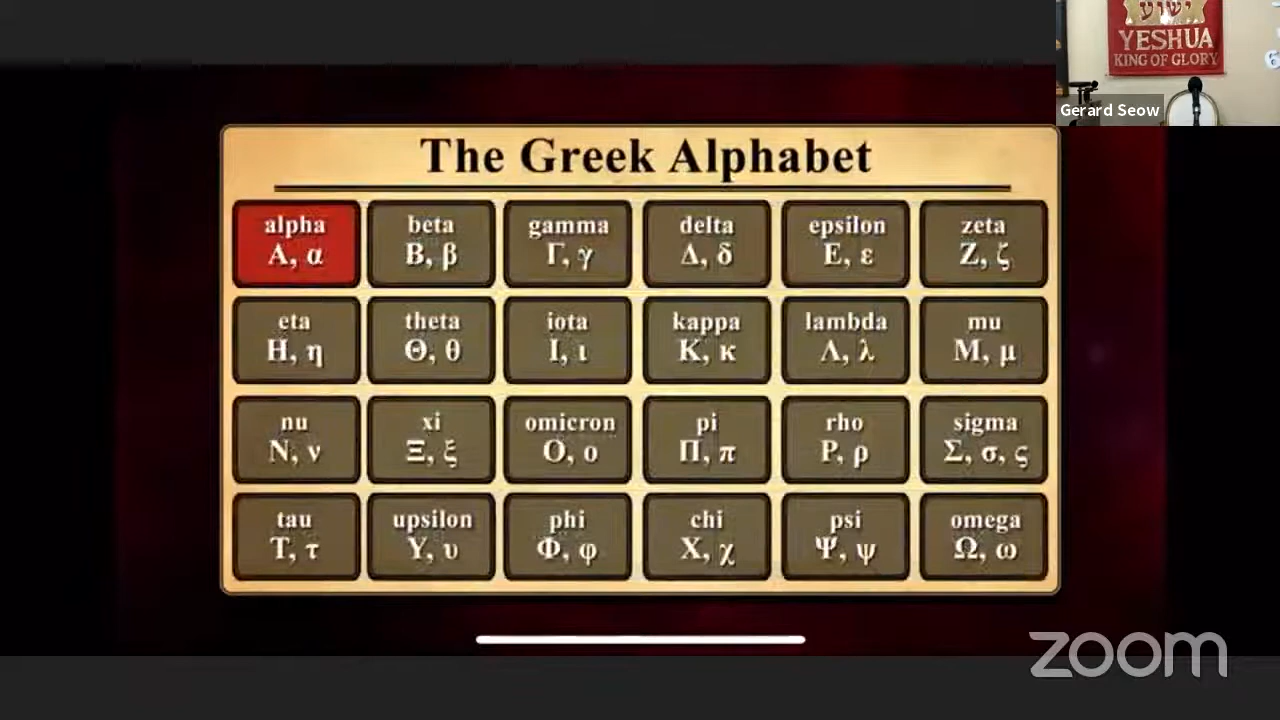 ישוע
YESHUA
KING OF GLORY
Gerard Seow
The Greek Alphabet
alpha
Α, α
beta
Β, β
gamma
Γ, γ
delta
Δ, δ
epsilon
Ε, ε
zeta
Ζ, ζ
eta
Η, η
theta
Θ, θ
iota
Ι, ι
kappa
Κ, κ
lambda
Λ, λ
mu
Μ, μ
nu
Ν, ν
xi
Ξ, ξ
omicron
Ο, ο
pi
Π, π
rho
Ρ, ρ
sigma
Σ, σ, ς
tau
Τ, τ
upsilon
Υ, υ
phi
Φ, φ
chi
Χ, χ
psi
Ψ, ψ
omega
Ω, ω
zoom